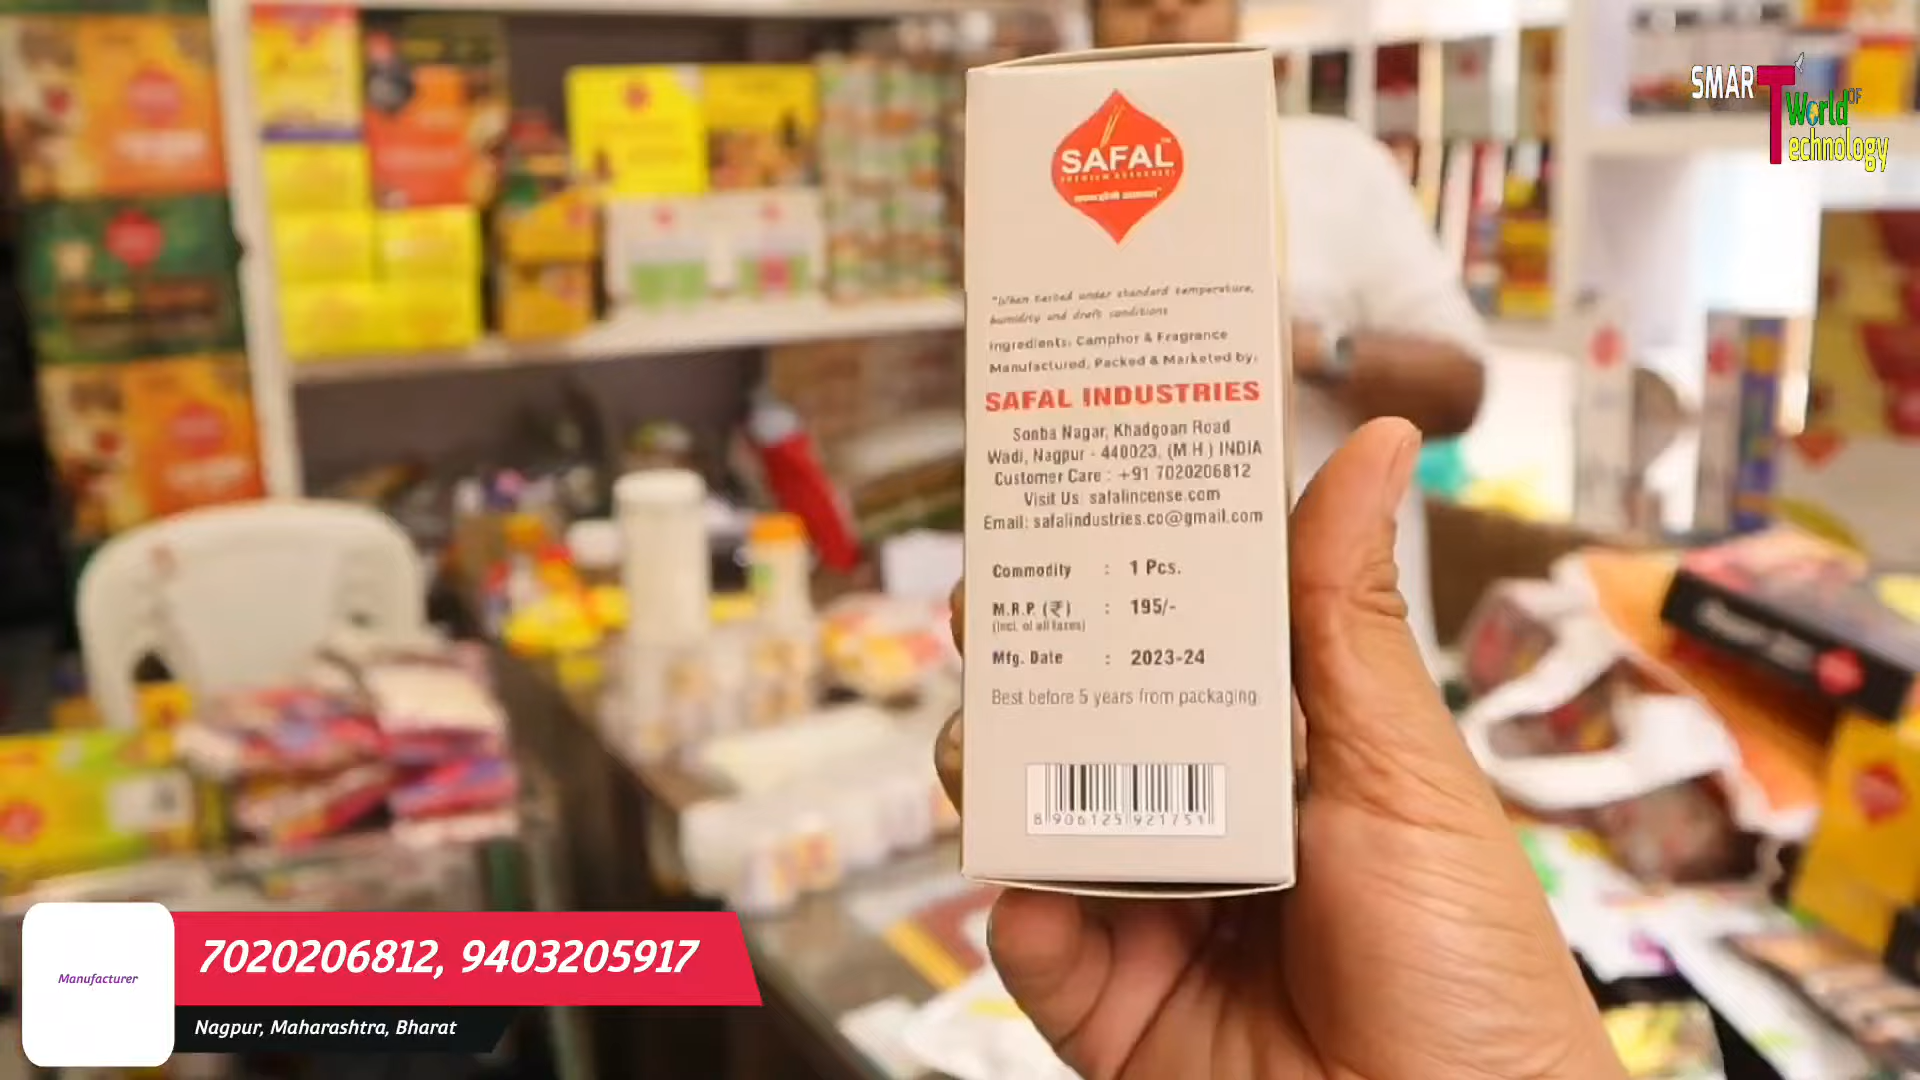 SMART
World OF
Technology
SAFAL
PREMIUM
"When tested under standard temperature,
humidity and draft conditions
Ingredients: Camphor & Fragrance
Manufactured, Packed & Marketed by:
SAFAL INDUSTRIES
Sonba Nagar, Khadgoan Road
Wadi, Nagpur - 440023, (M H ) INDIA
Customer Care : +91 7020206812
Visit Us: safalincense.com
Email: safalindustries.co@gmail.com
Commodity : 1 Pcs.
M.R.P. (₹) : 195/-
(Incl. of all taxes)
Mfg. Date : 2023-24
Best before 5 years from packaging.
8 906125 921751
Manufacturer
7020206812, 9403205917
Nagpur, Maharashtra, Bharat